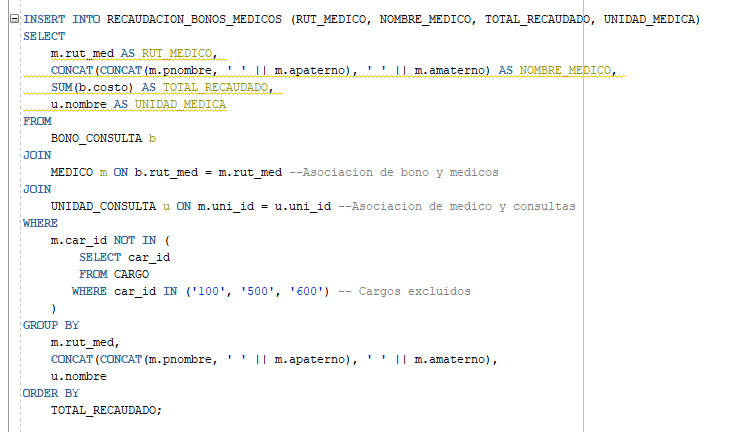 INSERT INTO RECAUDACION_BONOS_MEDICOS (RUT_MEDICO, NOMBRE_MEDICO, TOTAL_RECAUDADO, UNIDAD_MEDICA)
SELECT
m.rut_med AS RUT_MEDICO,
CONCAT(CONCAT(m.pnombre, ' ' || m.apaterno), ' ' || m.amaterno) AS NOMBRE_MEDICO,
SUM(b.costo) AS TOTAL_RECAUDADO,
u.nombre AS UNIDAD_MEDICA
FROM
BONO_CONSULTA b
JOIN
MEDICO m ON b.rut_med = m.rut_med --Asociacion de bono y medicos
JOIN
UNIDAD_CONSULTA u ON m.uni_id = u.uni_id --Asociacion de medico y consultas
WHERE
m.car_id NOT IN (
SELECT car_id
FROM CARGO
WHERE car_id IN ('100', '500', '600') -- Cargos excluidos
)
GROUP BY
m.rut_med,
CONCAT(CONCAT(m.pnombre, ' ' || m.apaterno), ' ' || m.amaterno),
u.nombre
ORDER BY
TOTAL_RECAUDADO;